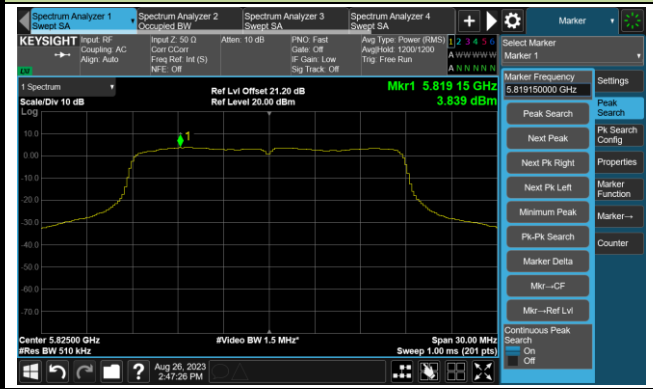 Spectrum Analyzer 1
Swept SA
Spectrum Analyzer 2
Occupied BW
Spectrum Analyzer 3
Swept SA
Spectrum Analyzer 4
Swept SA
Marker
KEYSIGHT
Input: RF
Coupling: AC
Align: Auto
Input Z: 50 Ω
Corr CCorr
Freq Ref: Int (S)
NFE: Off
Atten: 10 dB
PNO: Fast
Gate: Off
IF Gain: Low
Sig Track: Off
Avg Type: Power (RMS)
Avg|Hold: 1200/1200
Trig: Free Run
1 2 3 4 5 6
A W W W W W
A N N N N N
LV
Select Marker
Marker 1
1 Spectrum
Scale/Div 10 dB
Log
Ref Lvl Offset 21.20 dB
Ref Level 20.00 dBm
Mkr1 5.819 15 GHz
3.839 dBm
10.0
0.00
-10.0
-20.0
-30.0
-40.0
-50.0
-60.0
-70.0
1
Center 5.82500 GHz
#Res BW 510 kHz
#Video BW 1.5 MHz*
Span 30.00 MHz
Sweep 1.00 ms (201 pts)
Marker Frequency
5.819150000 GHz
Peak Search
Next Peak
Next Pk Right
Next Pk Left
Minimum Peak
Pk-Pk Search
Marker Delta
Mkr→CF
Mkr→Ref Lvl
Continuous Peak
Search
On
Off
Settings
Peak
Search
Pk Search
Config
Properties
Marker
Function
Marker→
Counter
Aug 26, 2023
2:47:26 PM